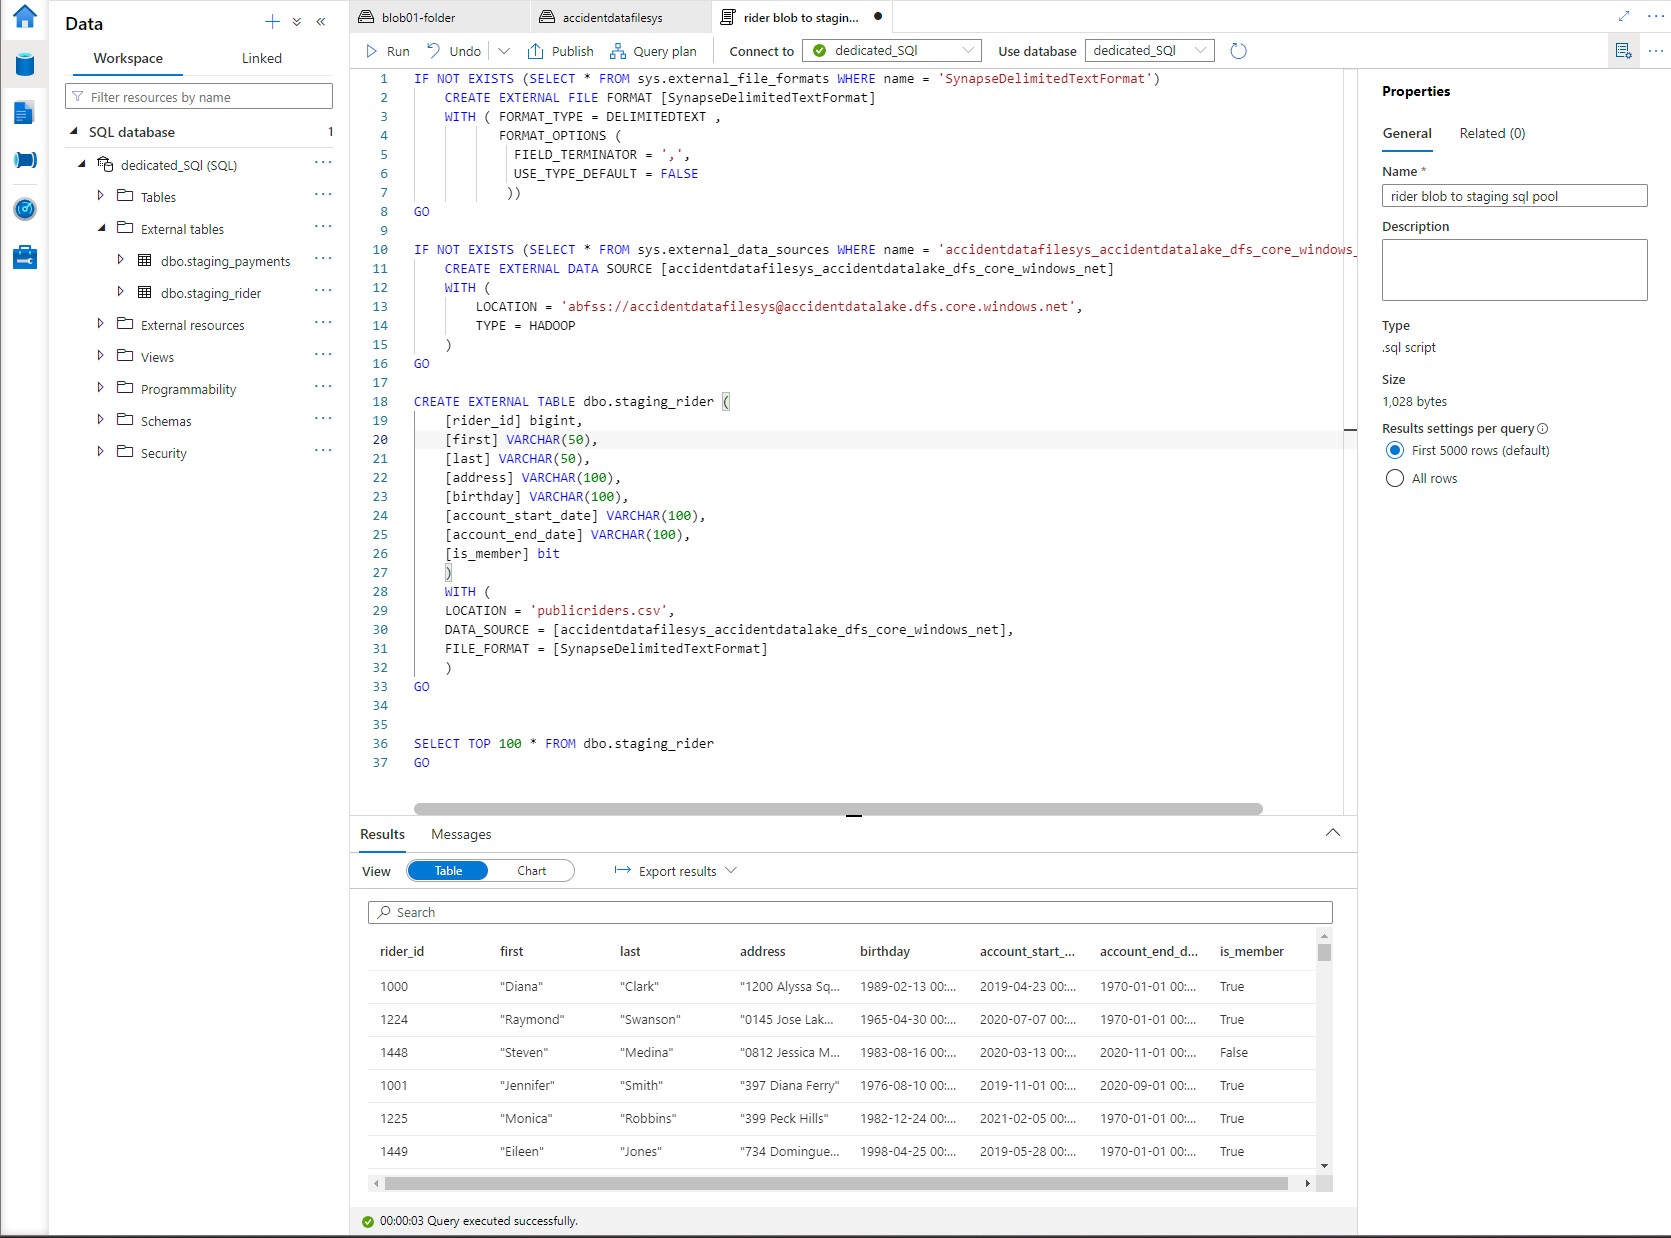 Data
Workspace
Linked
Filter resources by name
SQL database
1
dedicated_SQl (SQL)
Tables
External tables
dbo.staging_payments
dbo.staging_rider
External resources
Views
Programmability
Schemas
Security
blob01-folder
accidentdatafilesys
rider blob to stagin...
Run
Undo
Publish
Query plan
Connect to
dedicated_SQl
Use database
dedicated_SQl
1 IF NOT EXISTS (SELECT * FROM sys.external_file_formats WHERE name = 'SynapseDelimitedTextFormat')
2 CREATE EXTERNAL FILE FORMAT [SynapseDelimitedTextFormat]
3 WITH ( FORMAT_TYPE = DELIMITEDTEXT ,
4 FORMAT_OPTIONS (
5 FIELD_TERMINATOR = ',',
6 USE_TYPE_DEFAULT = FALSE
7 ))
8 GO
9
10 IF NOT EXISTS (SELECT * FROM sys.external_data_sources WHERE name = 'accidentdatafilesys_accidentdatalake_dfs_core_windows_
11 CREATE EXTERNAL DATA SOURCE [accidentdatafilesys_accidentdatalake_dfs_core_windows_net]
12 WITH (
13 LOCATION = 'abfss://accidentdatafilesys@accidentdatalake.dfs.core.windows.net',
14 TYPE = HADOOP
15 )
16 GO
17
18 CREATE EXTERNAL TABLE dbo.staging_rider (
19 [rider_id] bigint,
20 [first] VARCHAR(50),
21 [last] VARCHAR(50),
22 [address] VARCHAR(100),
23 [birthday] VARCHAR(100),
24 [account_start_date] VARCHAR(100),
25 [account_end_date] VARCHAR(100),
26 [is_member] bit
27 )
28 WITH (
29 LOCATION = 'publicriders.csv',
30 DATA_SOURCE = [accidentdatafilesys_accidentdatalake_dfs_core_windows_net],
31 FILE_FORMAT = [SynapseDelimitedTextFormat]
32 )
33 GO
34
35
36 SELECT TOP 100 * FROM dbo.staging_rider
37 GO
Results
Messages
View
Table
Chart
Export results
Search
rider_id first last address birthday account_start_... account_end_d... is_member
1000 "Diana" "Clark" "1200 Alyssa Sq... 1989-02-13 00:... 2019-04-23 00:... 1970-01-01 00:... True
1224 "Raymond" "Swanson" "0145 Jose Lak... 1965-04-30 00:... 2020-07-07 00:... 1970-01-01 00:... True
1448 "Steven" "Medina" "0812 Jessica M... 1983-08-16 00:... 2020-03-13 00:... 2020-11-01 00:... False
1001 "Jennifer" "Smith" "397 Diana Ferry" 1976-08-10 00:... 2019-11-01 00:... 2020-09-01 00:... True
1225 "Monica" "Robbins" "399 Peck Hills" 1982-12-24 00:... 2021-02-05 00:... 1970-01-01 00:... True
1449 "Eileen" "Jones" "734 Domingue... 1998-04-25 00:... 2019-05-28 00:... 1970-01-01 00:... True
00:00:03 Query executed successfully.
Properties
General
Related (0)
Name *
rider blob to staging sql pool
Description
Type
.sql script
Size
1,028 bytes
Results settings per query
First 5000 rows (default)
All rows